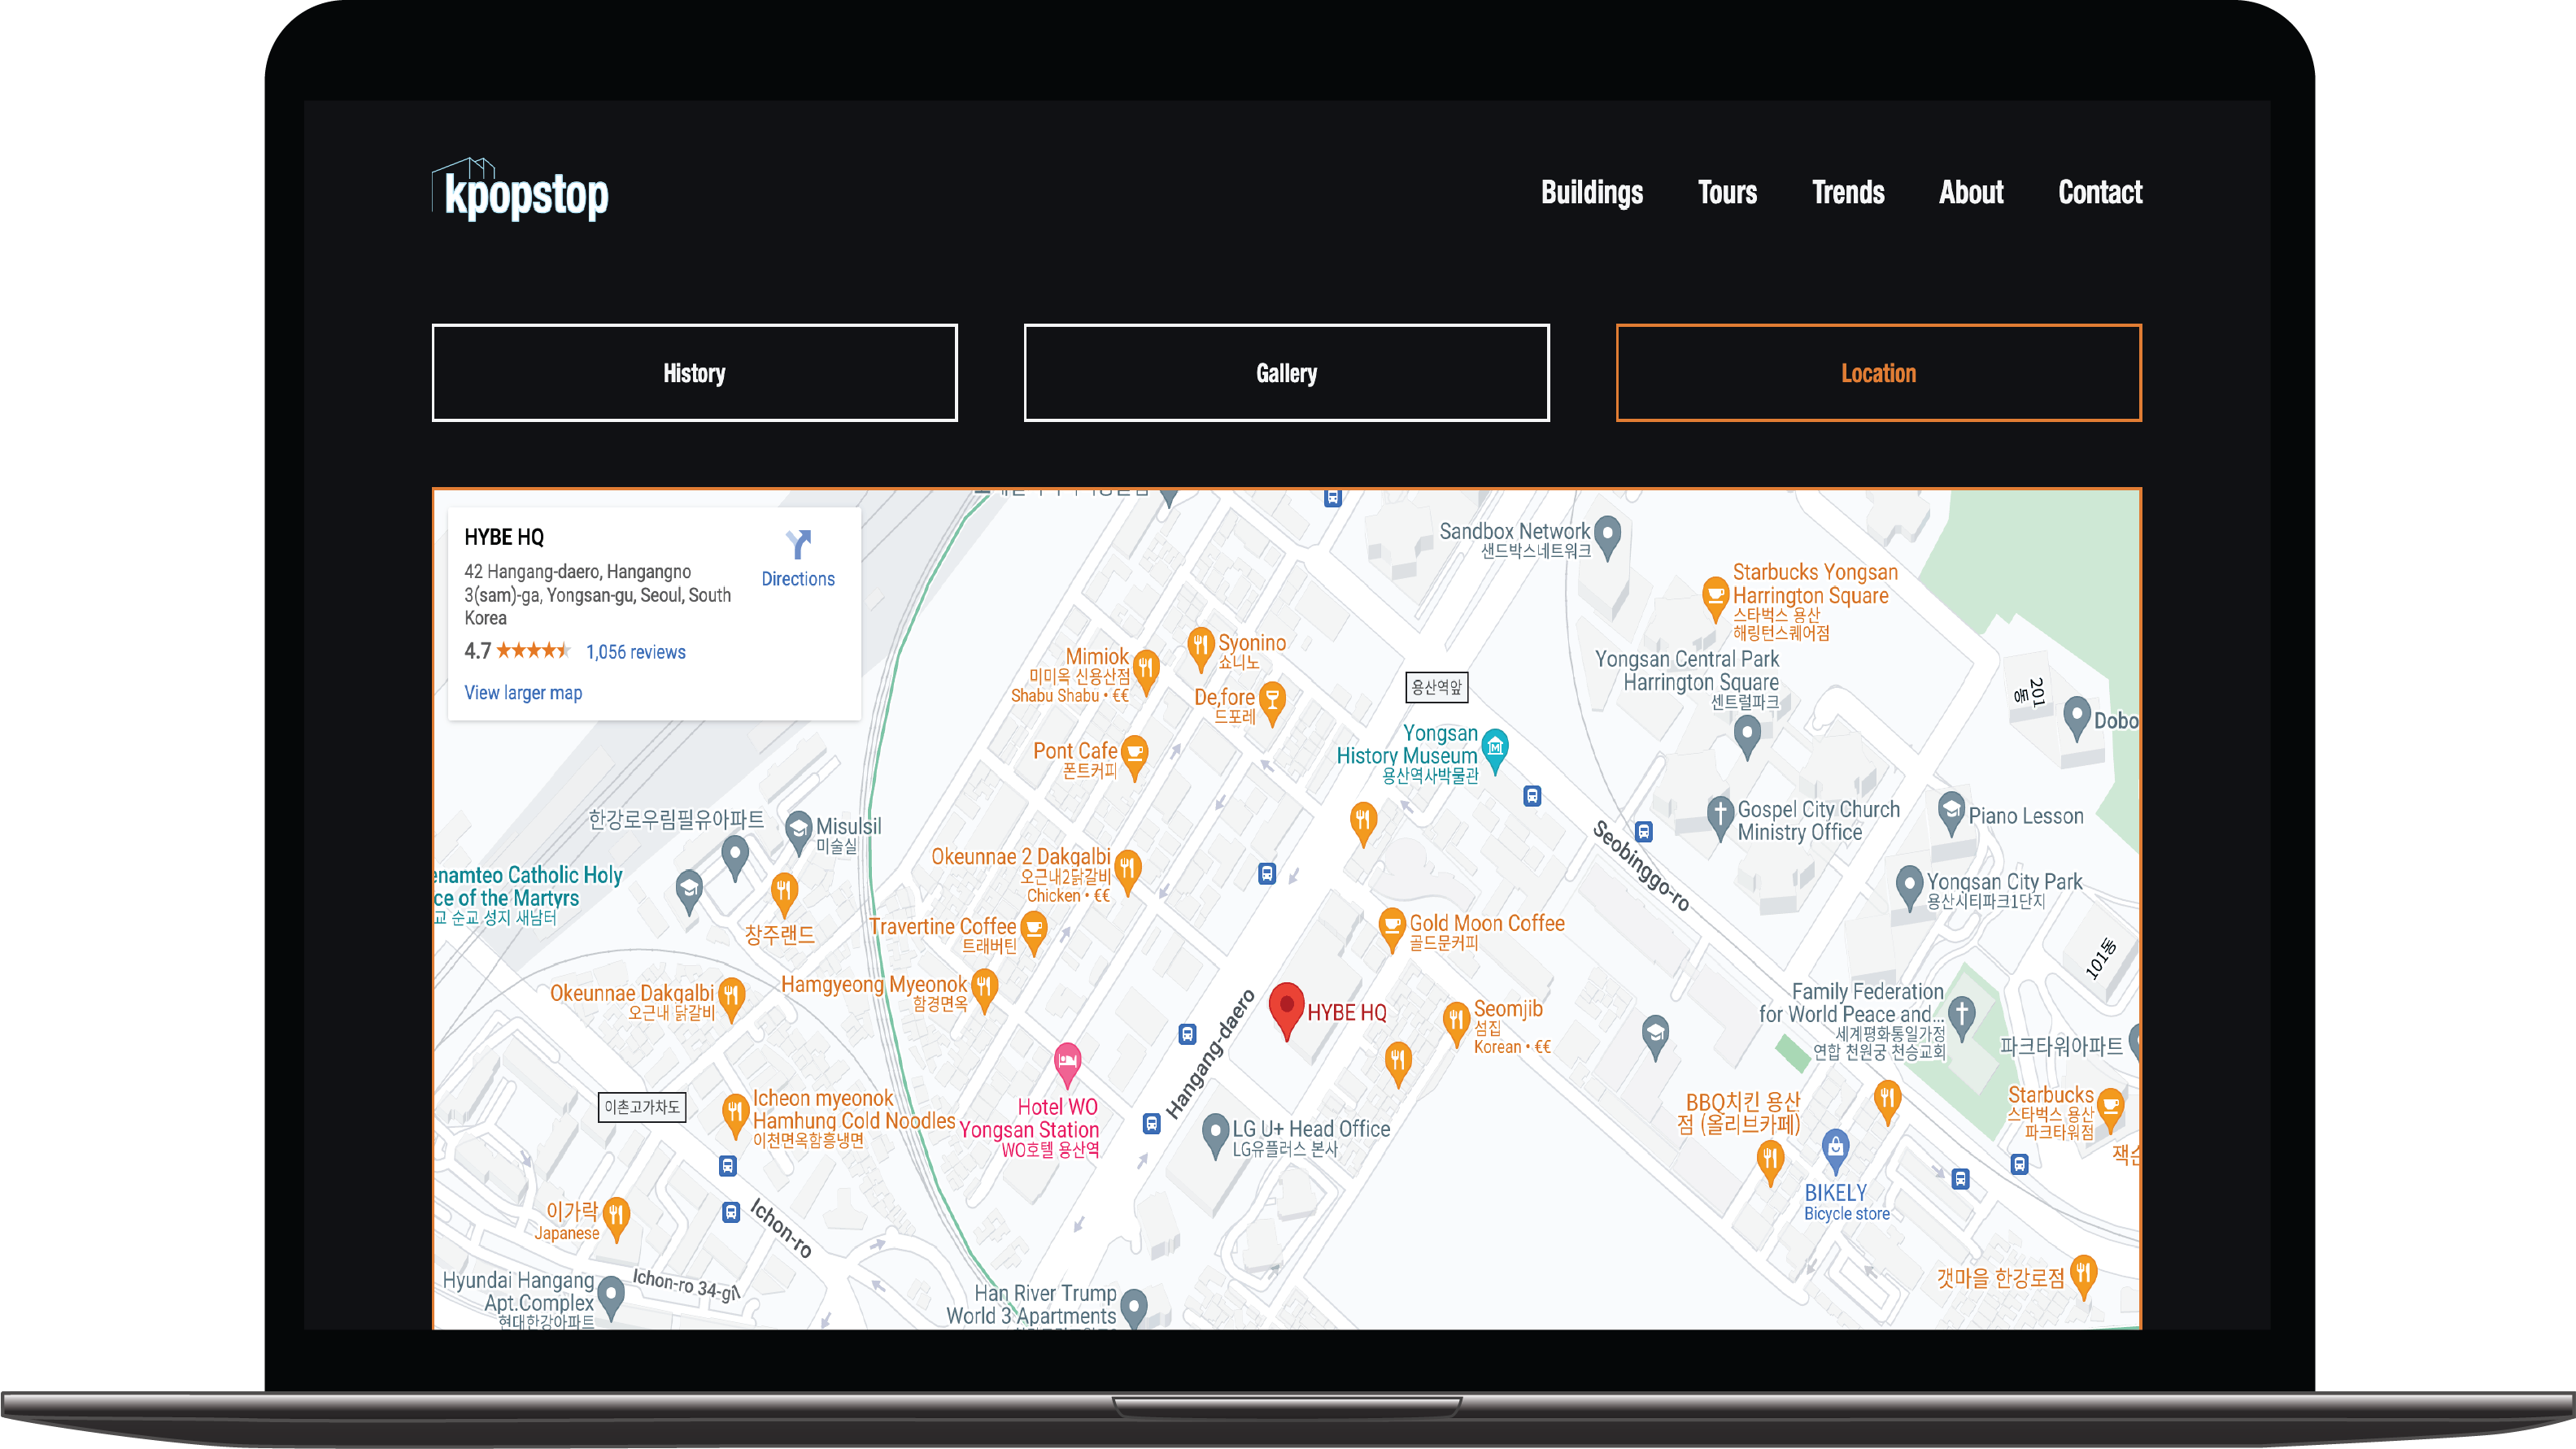 kpopstop
Buildings
Tours
Trends
About
Contact
History
Gallery
Location
HYBE HQ
42 Hangang-daero, Hangangno
3(sam)-ga, Yongsan-gu, Seoul, South
Korea
4.7
1,056 reviews
View larger map
Directions
Sandbox Network
샌드박스네트워크
Starbucks Yongsan
Harrington Square
스타벅스 용산
해링턴스퀘어점
Syonino
쇼니노
Mimiok
미미옥 신용산점
Shabu Shabu • €€
De,fore
드포레
용산역앞
Yongsan Central Park
Harrington Square
센트럴파크
201
동
Dobo
Yongsan
History Museum
용산역사박물관
Pont Cafe
폰트커피
한강로우림필유아파트
Misulsil
미술실
Gospel City Church
Ministry Office
Piano Lesson
Seobinggo-ro
Okeunnae 2 Dakgalbi
오근내2닭갈비
Chicken • €€
enamteo Catholic Holy
ce of the Martyrs
교 순교 성지 새남터
Yongsan City Park
용산시티파크1단지
창주랜드
Travertine Coffee
트래버틴
Gold Moon Coffee
골드문커피
101동
Hamgyeong Myeonok
함경면옥
Okeunnae Dakgalbi
오근내 닭갈비
HYBE HQ
Seomjib
섬집
Korean • €€
Family Federation
for World Peace and...
세계평화통일가정
연합 천원궁 천승교회
파크타워아파트
Hangang-daero
이촌고가차도
Icheon myeonok
Hamhung Cold Noodles
이천면옥함흥냉면
Hotel WO
Yongsan Station
WO호텔 용산역
LG U+ Head Office
LG유플러스 본사
BBQ치킨 용산
점 (올리브카페)
Starbucks
스타벅스 용산
파크타워점
BIKELY
Bicycle store
이가락
Japanese
Ichon-ro
Ichon-ro 34-gil
Hyundai Hangang
Apt.Complex
현대한강아파트
Han River Trump
World 3 Apartments
갯마을 한강로점